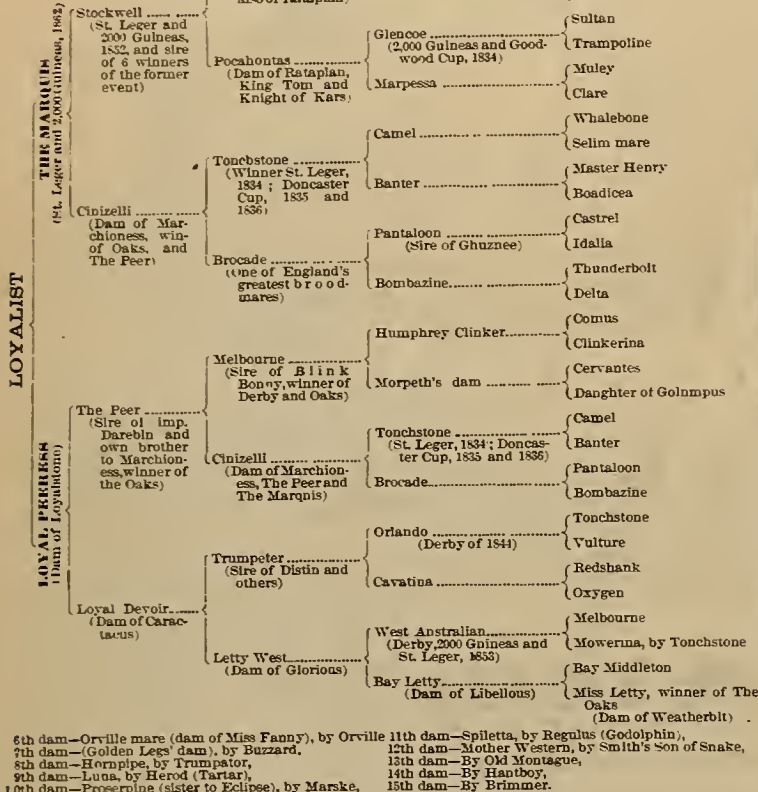 LOYALIST
THE MARQUIS
(St. Leger and 2,000 Guineas, 1862)
LOYAL PEERESS
(Dam of Loyalstone)
Stockwell
(St. Leger and
2000 Guineas,
1852, and sire
of 6 winners
of the former
event)
Cinizelli
(Dam of Mar-
chioness, win-
of Oaks, and
The Peer)
The Peer
(Sire of imp.
Darebin and
own brother
to Marchion-
ess, winner of
the Oaks)
Loyal Devoir
(Dam of Carac-
tacus)
Pocahontas
(Dam of Rataplan,
King Tom and
Knight of Kars)
Toncbstone
(Winner St. Leger,
1834 ; Doncaster
Cup, 1835 and
1836)
Brocade
(One of England's
greatest brood-
mares)
Melbourne
(Sire of Blink
Bonny, winner of
Derby and Oaks)
Cinizelli
(Dam of Marchion-
ess, The Peer and
The Marqnis)
Trumpeter
(Sire of Distin and
others)
Letty West
(Dam of Glorious)
Glencoe
(2,000 Guineas and Good-
wood Cup, 1834)
Marpessa
Camel
Banter
Pantaloon
(Sire of Ghuznee)
Bombazine
Humphrey Clinker
Morpeth's dam
Tonchstone
(St. Leger, 1834 ; Doncas-
ter Cup, 1835 and 1836)
Brocade
Orlando
(Derby of 1844)
Cavatina
West Australian
(Derby, 2000 Gnineas and
St. Leger, 1853)
Bay Letty
(Dam of Libellous)
Sultan
Trampoline
Muley
Clare
Whalebone
Selim mare
Master Henry
Boadicea
Castrel
Idalia
Thunderbolt
Delta
Comus
Clinkerina
Cervantes
Danghter of Golnmpus
Camel
Banter
Pantaloon
Bombazine
Tonchstone
Vulture
Redshank
Oxygen
Melbourne
Mowerina, by Tonchstone
Bay Middleton
Miss Letty, winner of The
Oaks
(Dam of Weatherbit)
6th dam—Orville mare (dam of Miss Fanny), by Orville
7th dam—(Golden Legs' dam), by Buzzard,
8th dam—Hornpipe, by Trumpator,
9th dam—Luna, by Herod (Tartar),
10th dam—Proserpine (sister to Eclipse), by Marske,
11th dam—Spiletta, by Regulus (Godolphin),
12th dam—Mother Western, by Smith's Son of Snake,
13th dam—By Old Montague,
14th dam—By Hantboy,
15th dam—By Brimmer.